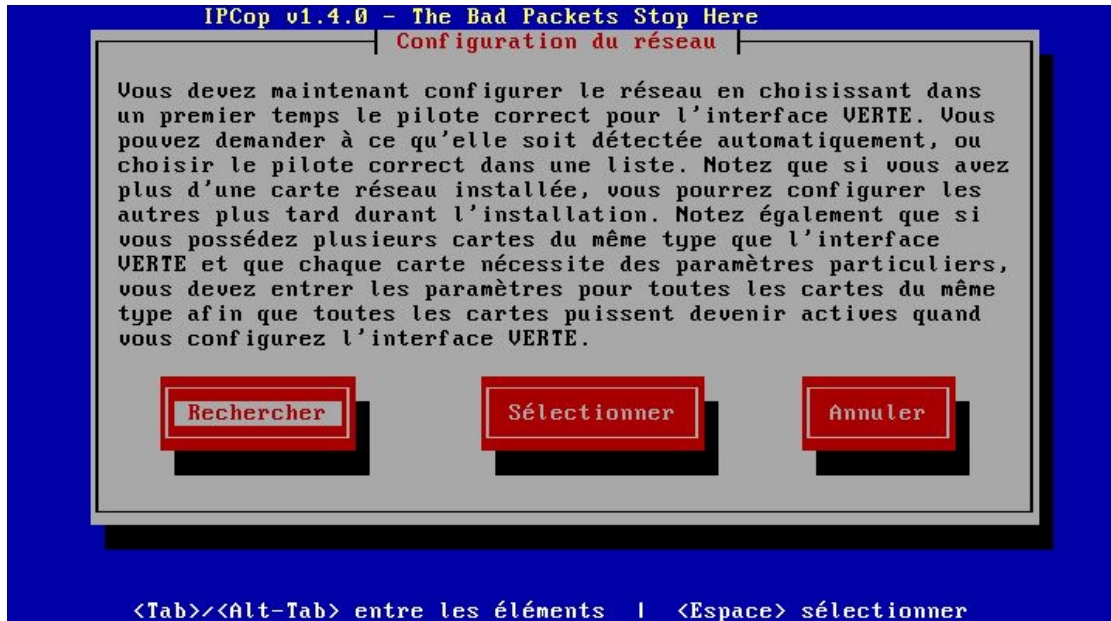 IPCop v1.4.0 - The Bad Packets Stop Here
Configuration du réseau
Vous devez maintenant configurer le réseau en choisissant dans
un premier temps le pilote correct pour l'interface VERTE. Vous
pouvez demander à ce qu'elle soit détectée automatiquement, ou
choisir le pilote correct dans une liste. Notez que si vous avez
plus d'une carte réseau installée, vous pourrez configurer les
autres plus tard durant l'installation. Notez également que si
vous possédez plusieurs cartes du même type que l'interface
VERTE et que chaque carte nécessite des paramètres particuliers,
vous devez entrer les paramètres pour toutes les cartes du même
type afin que toutes les cartes puissent devenir actives quand
vous configurez l'interface VERTE.
Rechercher Sélectionner Annuler
<Tab>/<Alt-Tab> entre les éléments | <Espace> sélectionner